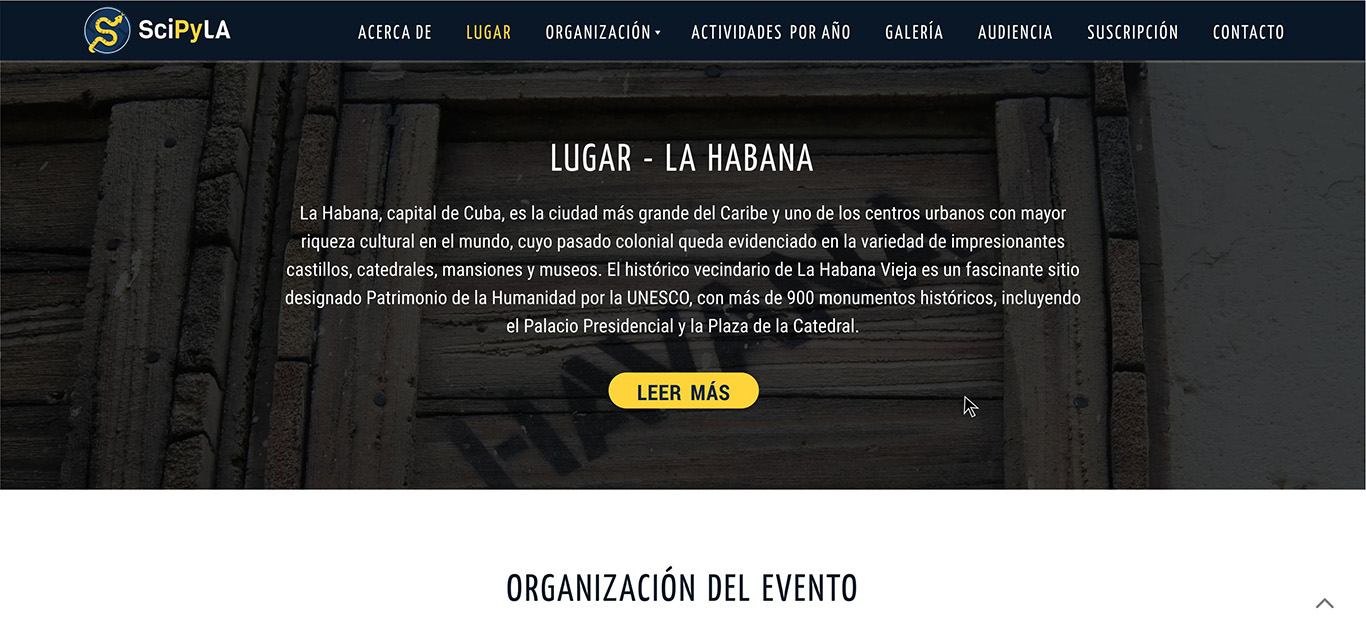 SciPyLA
ACERCA DE LUGAR ORGANIZACIÓN ACTIVIDADES POR AÑO GALERÍA AUDIENCIA SUSCRIPCIÓN CONTACTO
LUGAR - LA HABANA
La Habana, capital de Cuba, es la ciudad más grande del Caribe y uno de los centros urbanos con mayor
riqueza cultural en el mundo, cuyo pasado colonial queda evidenciado en la variedad de impresionantes
castillos, catedrales, mansiones y museos. El histórico vecindario de La Habana Vieja es un fascinante sitio
designado Patrimonio de la Humanidad por la UNESCO, con más de 900 monumentos históricos, incluyendo
el Palacio Presidencial y la Plaza de la Catedral.
HAVANA
LEER MÁS
ORGANIZACIÓN DEL EVENTO